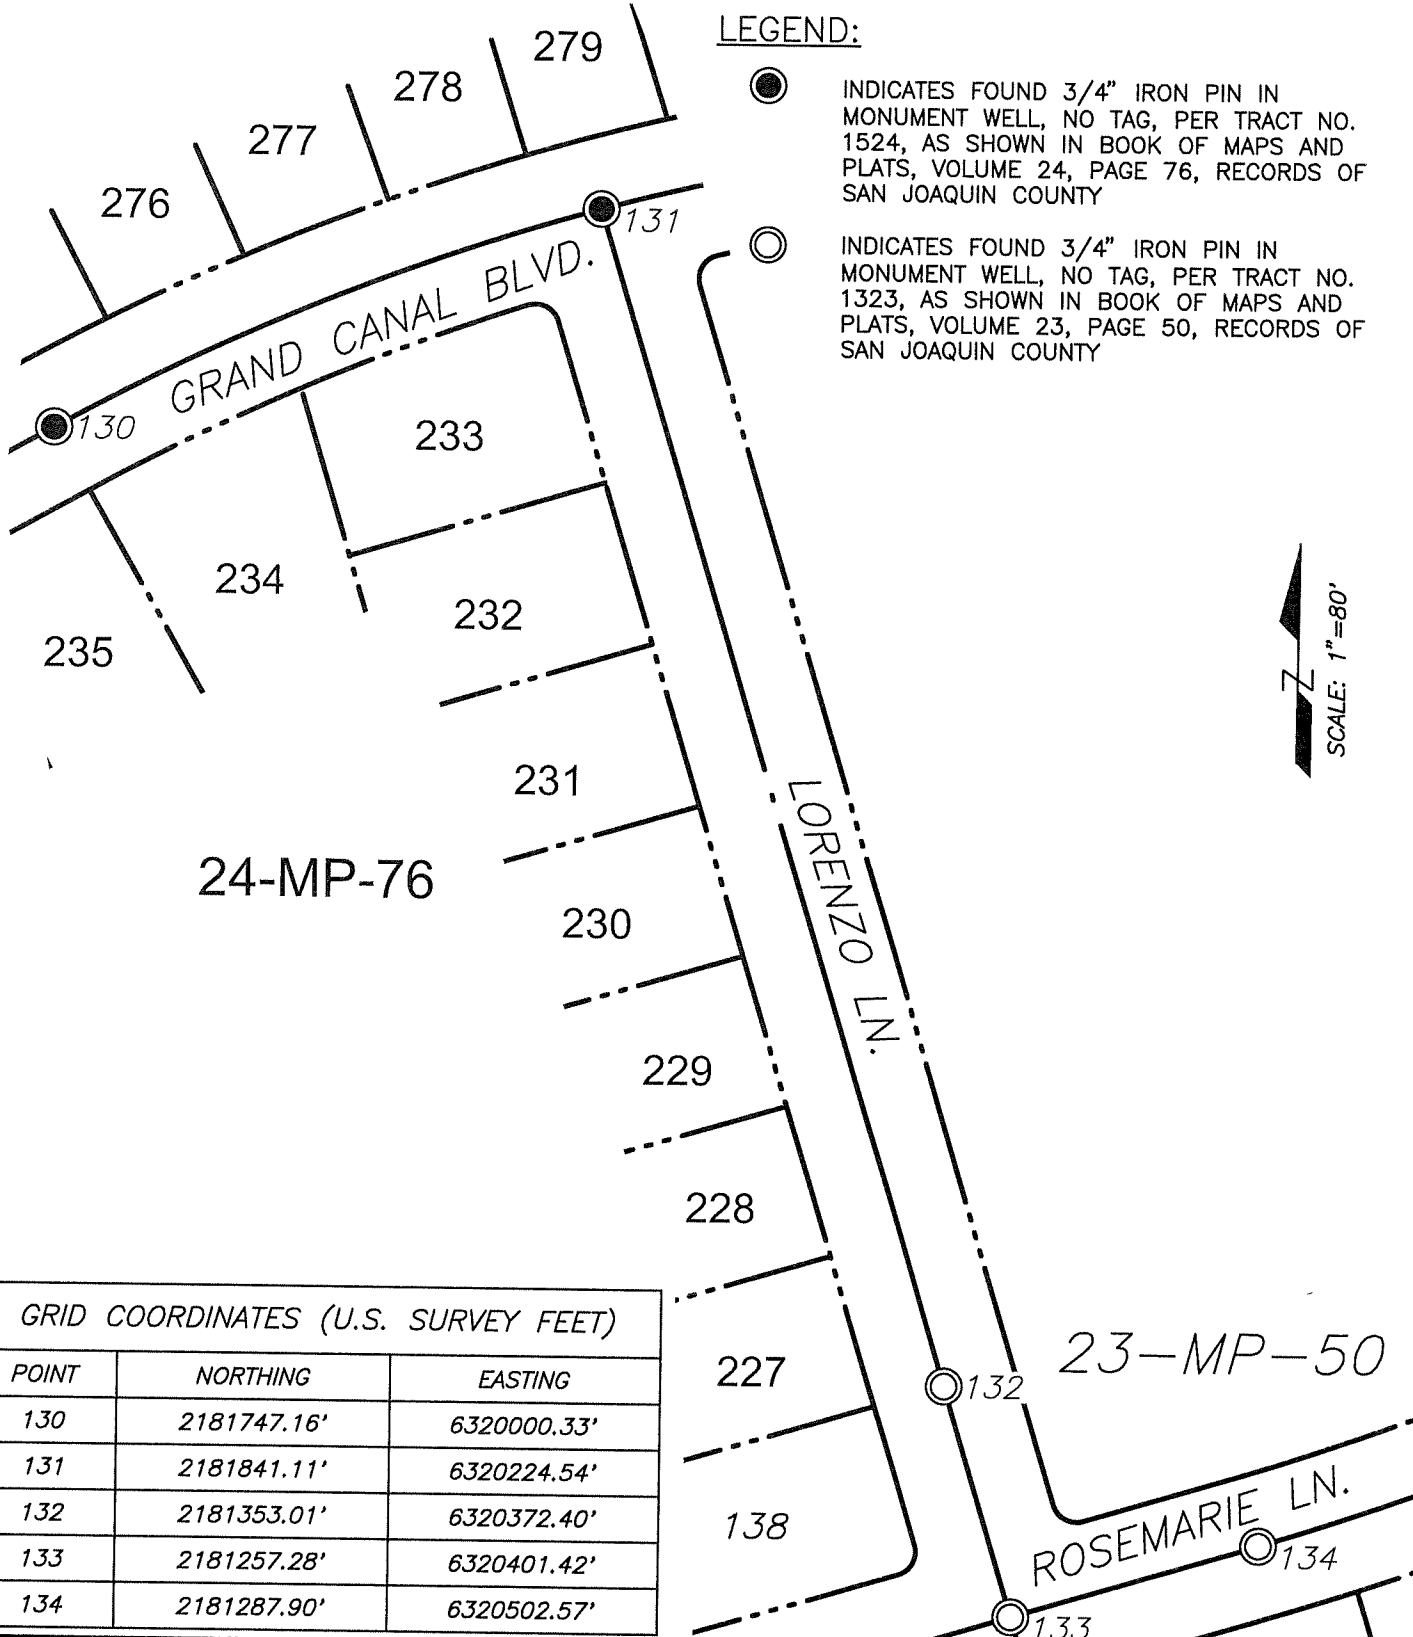 LEGEND:
INDICATES FOUND 3/4" IRON PIN IN
MONUMENT WELL, NO TAG, PER TRACT NO.
1524, AS SHOWN IN BOOK OF MAPS AND
PLATS, VOLUME 24, PAGE 76, RECORDS OF
SAN JOAQUIN COUNTY
INDICATES FOUND 3/4" IRON PIN IN
MONUMENT WELL, NO TAG, PER TRACT NO.
1323, AS SHOWN IN BOOK OF MAPS AND
PLATS, VOLUME 23, PAGE 50, RECORDS OF
SAN JOAQUIN COUNTY
279
278
277
276
131
GRAND CANAL BLVD.
130
233
234
232
235
Z
SCALE: 1"=80'
231
LORENZO LN.
24-MP-76
230
229
228
23-MP-50
227
132
138
ROSEMARIE LN.
134
133
GRID COORDINATES (U.S. SURVEY FEET)
POINT NORTHING EASTING
130 2181747.16' 6320000.33'
131 2181841.11' 6320224.54'
132 2181353.01' 6320372.40'
133 2181257.28' 6320401.42'
134 2181287.90' 6320502.57'